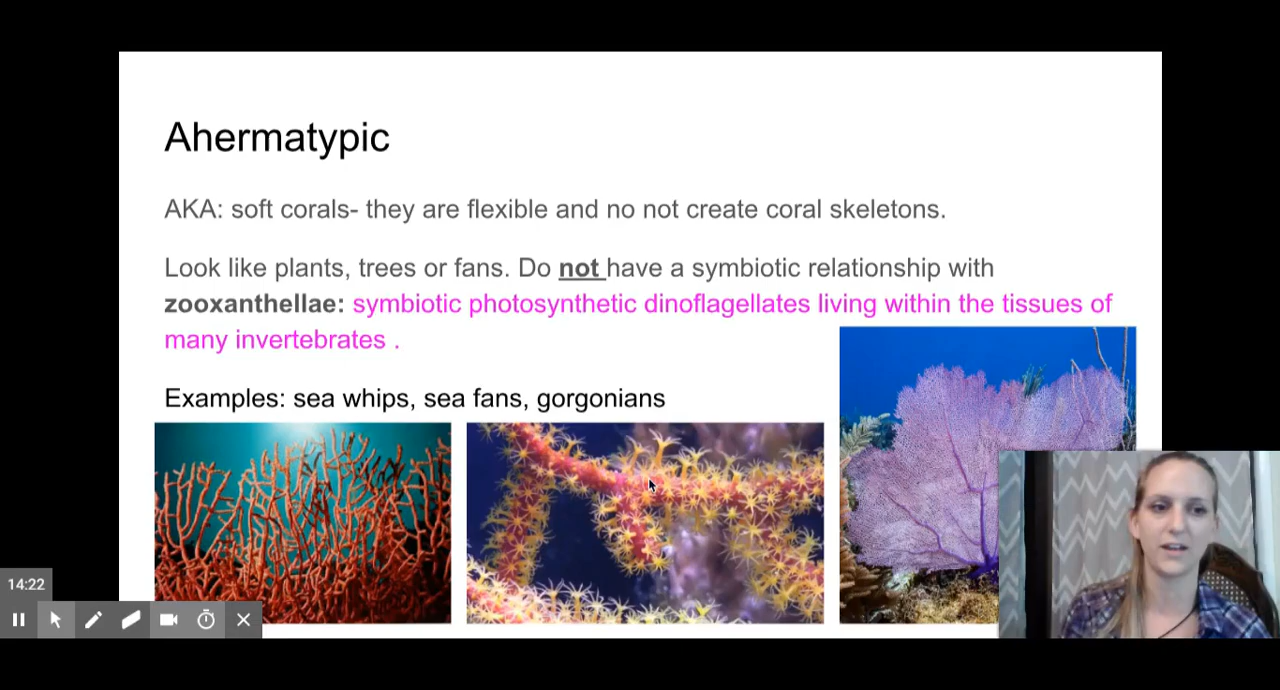 Ahermatypic
AKA: soft corals- they are flexible and no not create coral skeletons.
Look like plants, trees or fans. Do not have a symbiotic relationship with
zooxanthellae: symbiotic photosynthetic dinoflagellates living within the tissues of
many invertebrates .
Examples: sea whips, sea fans, gorgonians
14:22